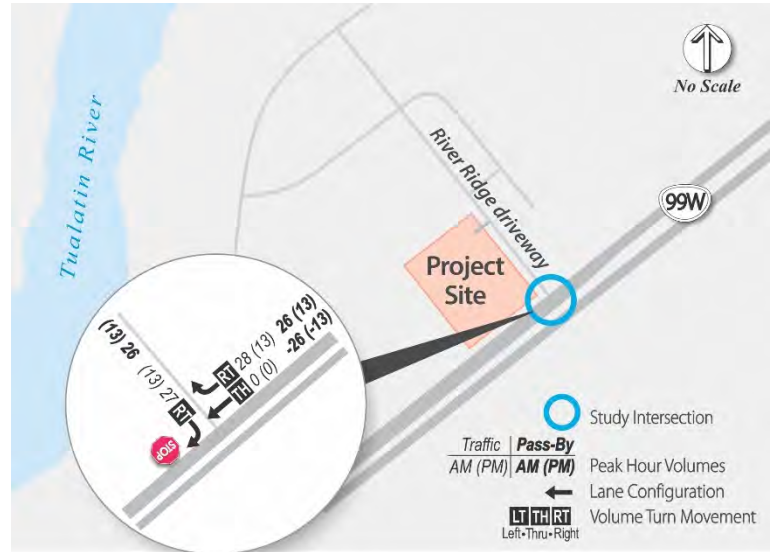 No Scale
Tualatin River
River Ridge driveway
99W
Project
Site
(13) 26
(13) 27 RT
RT 28 (13) 26 (13)
TH 0 (0) -26 (-13)
STOP
Study Intersection
Traffic | Pass-By
AM (PM) | AM (PM) Peak Hour Volumes
Lane Configuration
LT TH RT Volume Turn Movement
Left•Thru•Right